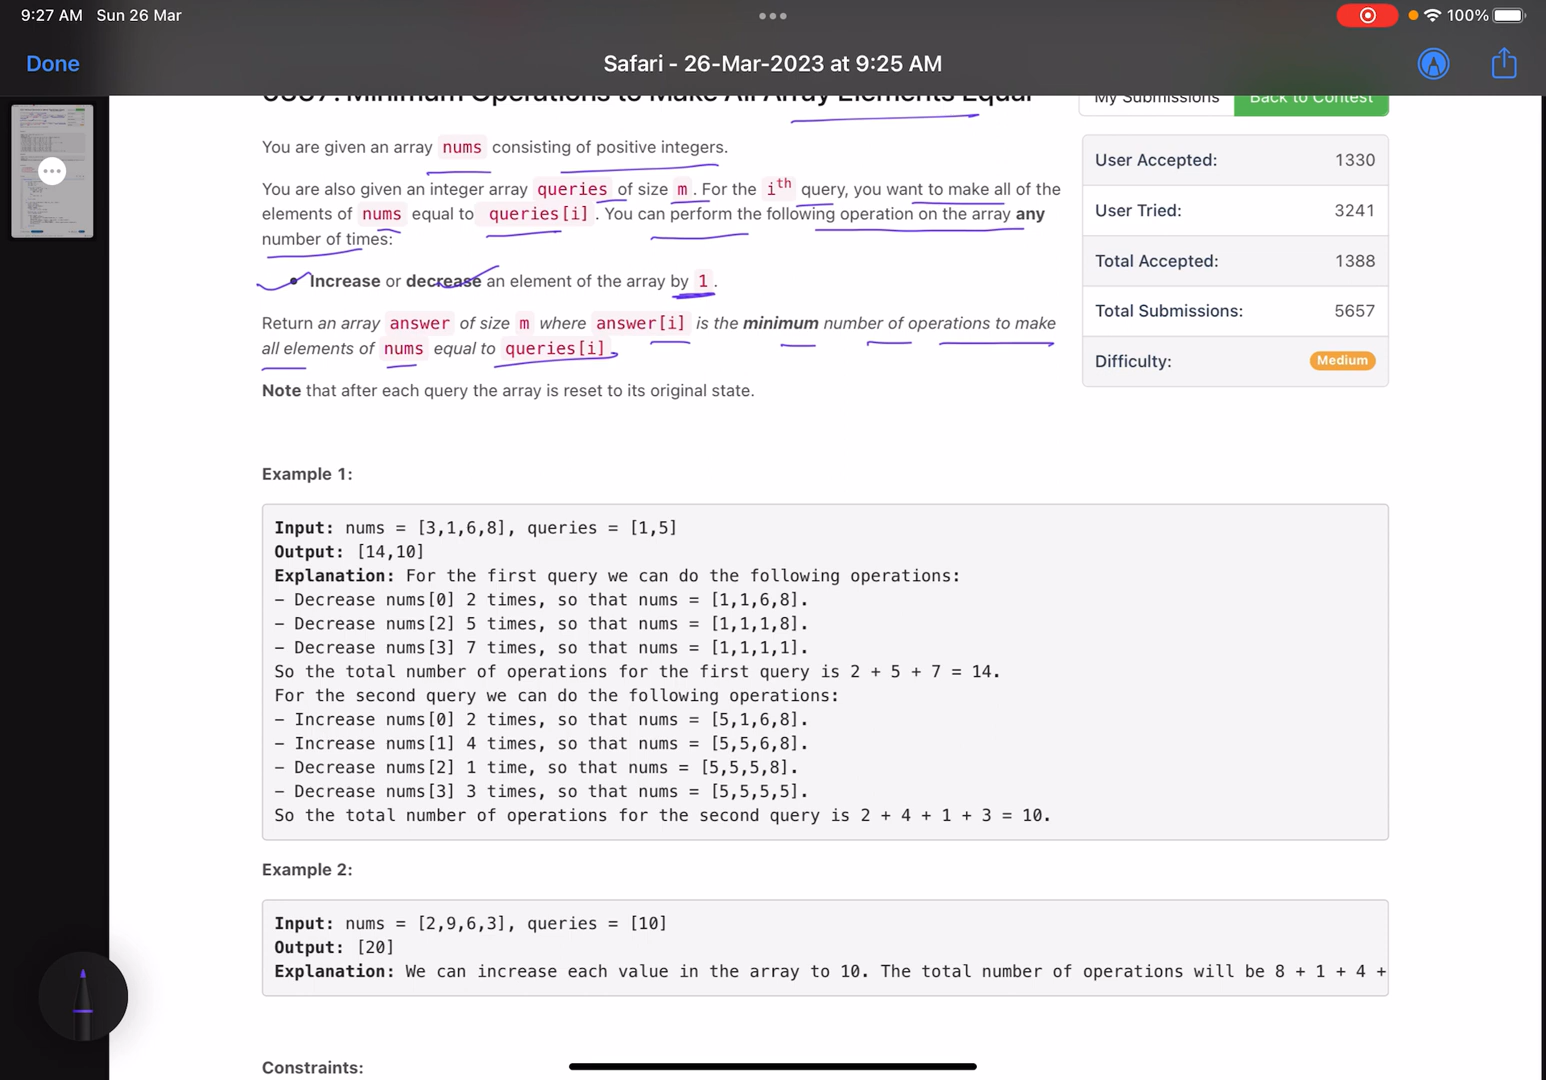 9:27 AM Sun 26 Mar
100%
Done
Safari - 26-Mar-2023 at 9:25 AM
Minimum Operations to Make All Array Elements Equal
My Submissions
Back to Contest
You are given an array nums consisting of positive integers.
You are also given an integer array queries of size m. For the ith query, you want to make all of the
elements of nums equal to queries[i]. You can perform the following operation on the array any
number of times:
• Increase or decrease an element of the array by 1.
Return an array answer of size m where answer[i] is the minimum number of operations to make
all elements of nums equal to queries[i].
Note that after each query the array is reset to its original state.
User Accepted: 1330
User Tried: 3241
Total Accepted: 1388
Total Submissions: 5657
Difficulty: Medium
Example 1:
Input: nums = [3,1,6,8], queries = [1,5]
Output: [14,10]
Explanation: For the first query we can do the following operations:
– Decrease nums[0] 2 times, so that nums = [1,1,6,8].
– Decrease nums[2] 5 times, so that nums = [1,1,1,8].
– Decrease nums[3] 7 times, so that nums = [1,1,1,1].
So the total number of operations for the first query is 2 + 5 + 7 = 14.
For the second query we can do the following operations:
– Increase nums[0] 2 times, so that nums = [5,1,6,8].
– Increase nums[1] 4 times, so that nums = [5,5,6,8].
– Decrease nums[2] 1 time, so that nums = [5,5,5,8].
– Decrease nums[3] 3 times, so that nums = [5,5,5,5].
So the total number of operations for the second query is 2 + 4 + 1 + 3 = 10.
Example 2:
Input: nums = [2,9,6,3], queries = [10]
Output: [20]
Explanation: We can increase each value in the array to 10. The total number of operations will be 8 + 1 + 4 +
Constraints: